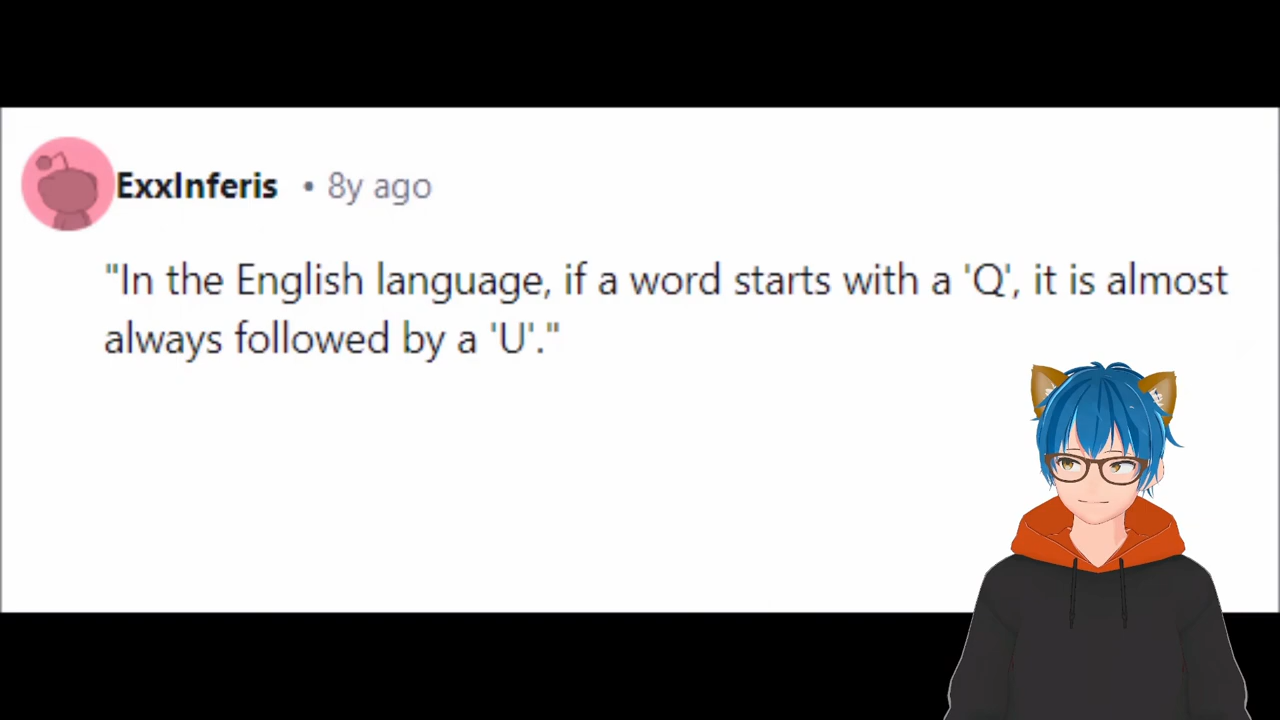 ExxInferis • 8y ago
"In the English language, if a word starts with a 'Q', it is almost
always followed by a 'U'."